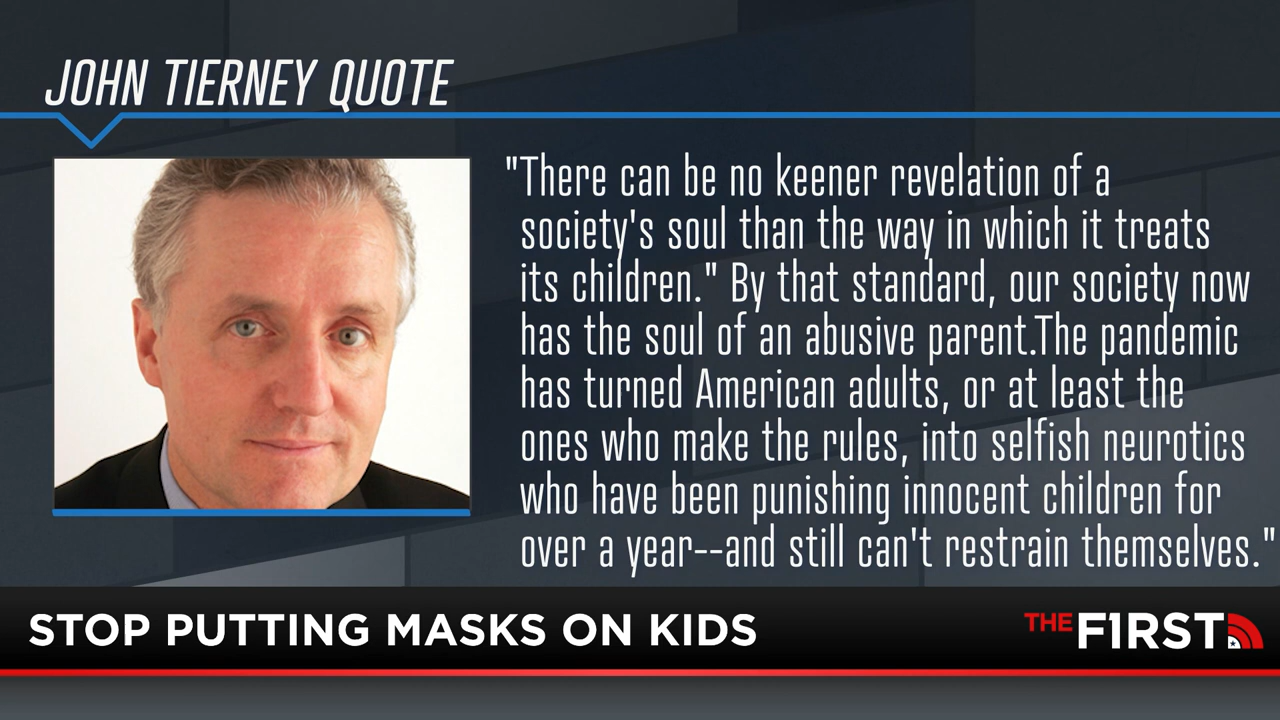 JOHN TIERNEY QUOTE
"There can be no keener revelation of a
society's soul than the way in which it treats
its children." By that standard, our society now
has the soul of an abusive parent.The pandemic
has turned American adults, or at least the
ones who make the rules, into selfish neurotics
who have been punishing innocent children for
over a year--and still can't restrain themselves."
STOP PUTTING MASKS ON KIDS
THE FIRST